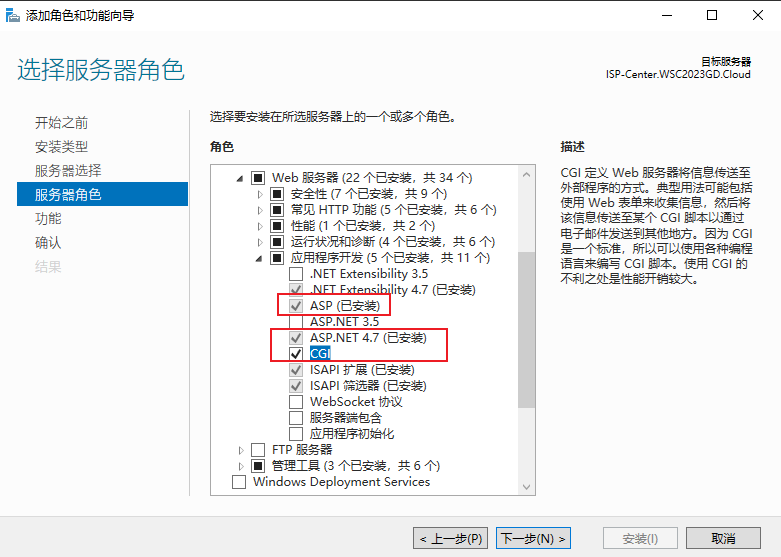 添加角色和功能向导
选择服务器角色
目标服务器
ISP-Center.WSC2023GD.Cloud
开始之前
安装类型
服务器选择
服务器角色
功能
确认
结果
选择要安装在所选服务器上的一个或多个角色。
角色
Web 服务器 (22 个已安装，共 34 个)
安全性 (7 个已安装，共 9 个)
常见 HTTP 功能 (5 个已安装，共 6 个)
性能 (1 个已安装，共 2 个)
运行状况和诊断 (4 个已安装，共 6 个)
应用程序开发 (5 个已安装，共 11 个)
.NET Extensibility 3.5
.NET Extensibility 4.7 (已安装)
ASP (已安装)
ASP.NET 3.5
ASP.NET 4.7 (已安装)
CGI
ISAPI 扩展 (已安装)
ISAPI 筛选器 (已安装)
WebSocket 协议
服务器端包含
应用程序初始化
FTP 服务器
管理工具 (3 个已安装，共 6 个)
Windows Deployment Services
描述
CGI 定义 Web 服务器将信息传送至
外部程序的方式。典型用法可能包括
使用 Web 表单来收集信息，然后将
该信息传送至某个 CGI 脚本以通过
电子邮件发送到其他地方。因为 CGI
是一个标准，所以可以使用各种编程
语言来编写 CGI 脚本。使用 CGI 的
不利之处是性能开销较大。
< 上一步(P)
下一步(N) >
安装(I)
取消